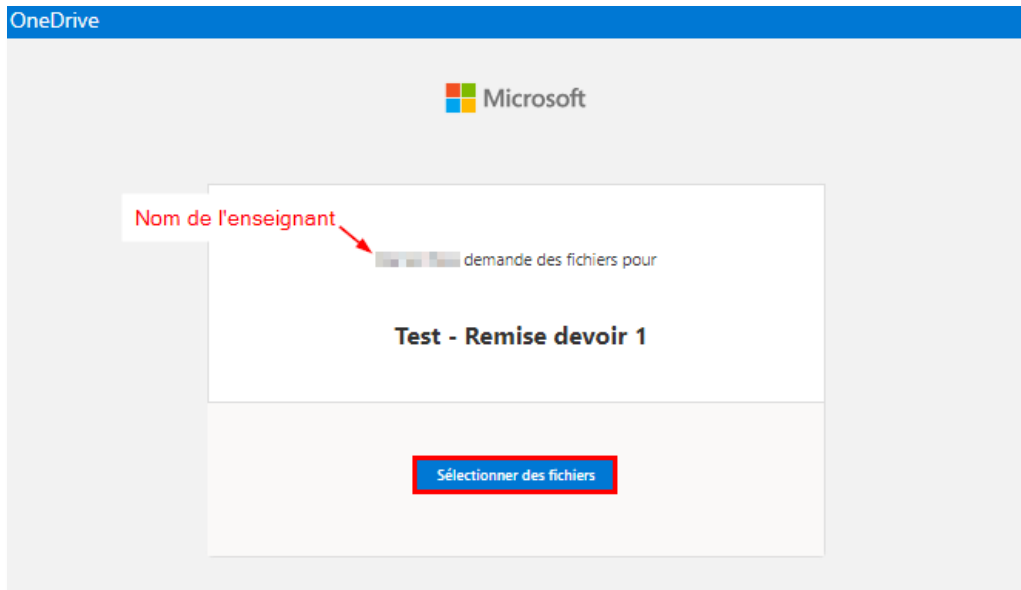 OneDrive
Microsoft
Nom de l'enseignant
demande des fichiers pour
Test - Remise devoir 1
Sélectionner des fichiers